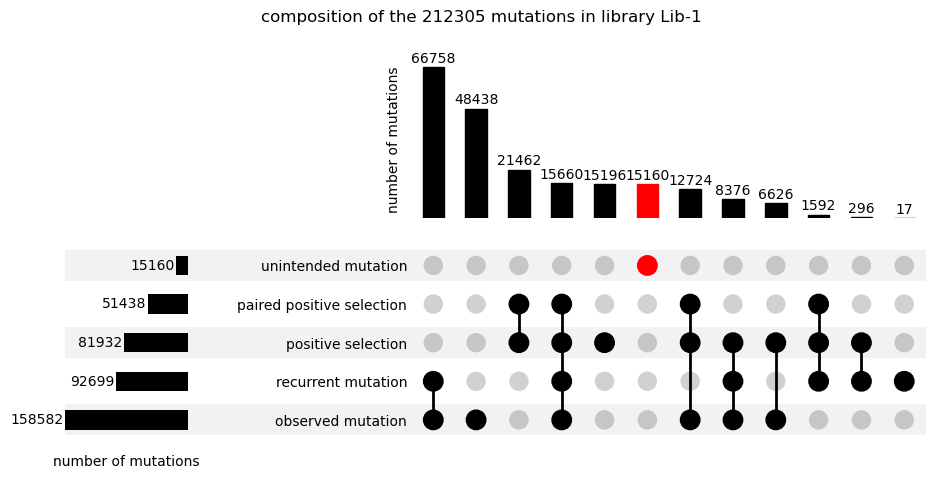 composition of the 212305 mutations in library Lib-1
number of mutations
66758
48438
21462
15660
15196
15160
12724
8376
6626
1592
296
17
15160
unintended mutation
51438
paired positive selection
81932
positive selection
92699
recurrent mutation
158582
observed mutation
number of mutations